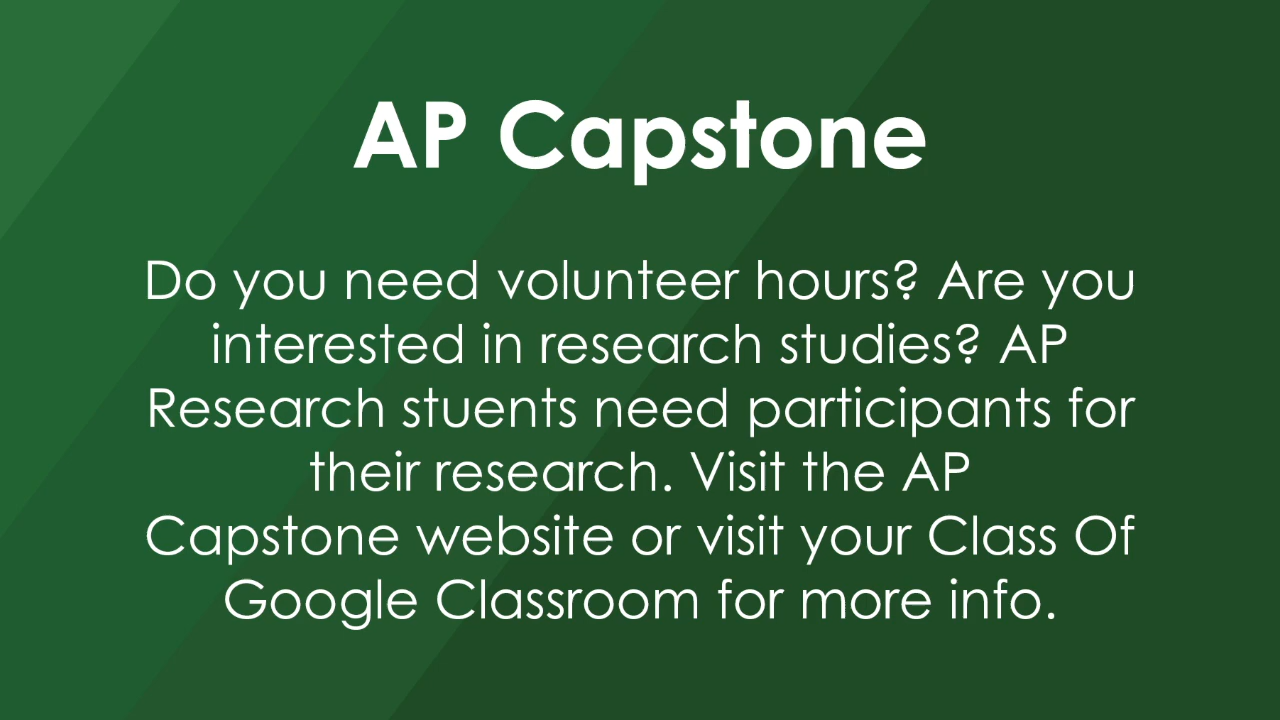 AP Capstone
Do you need volunteer hours? Are you
interested in research studies? AP
Research stuents need participants for
their research. Visit the AP
Capstone website or visit your Class Of
Google Classroom for more info.